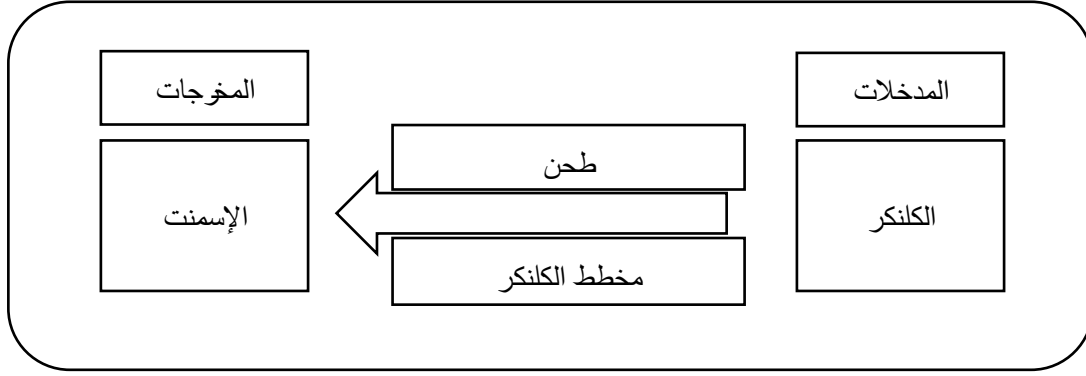 المدخلات
المخرجات
طحن
الكلنكر
الإسمنت
مخطط الكلنكر